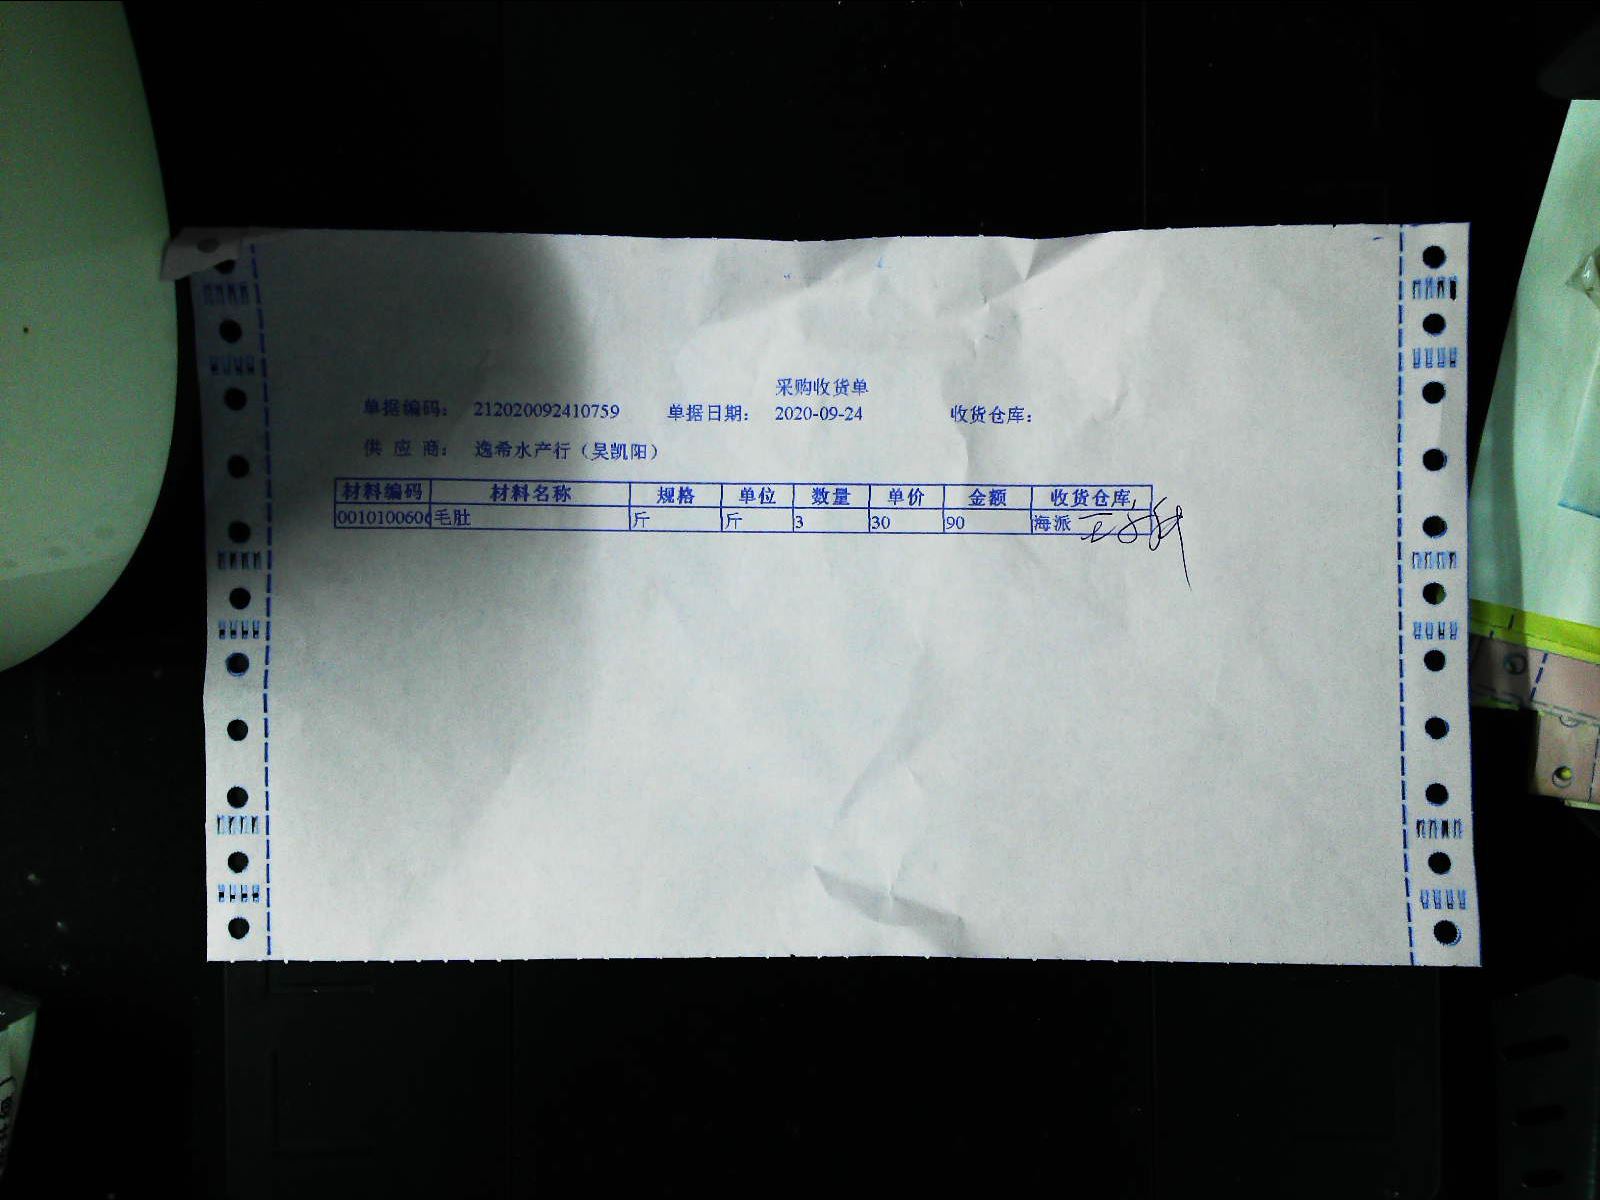 采购收货单
单据编码： 212020092410759 单据日期： 2020-09-24 收货仓库：
供 应 商： 逸希水产行（吴凯阳）
材料编码 材料名称 规格 单位 数量 单价 金额 收货仓库
001010060 毛肚 斤 斤 3 30 90 海派